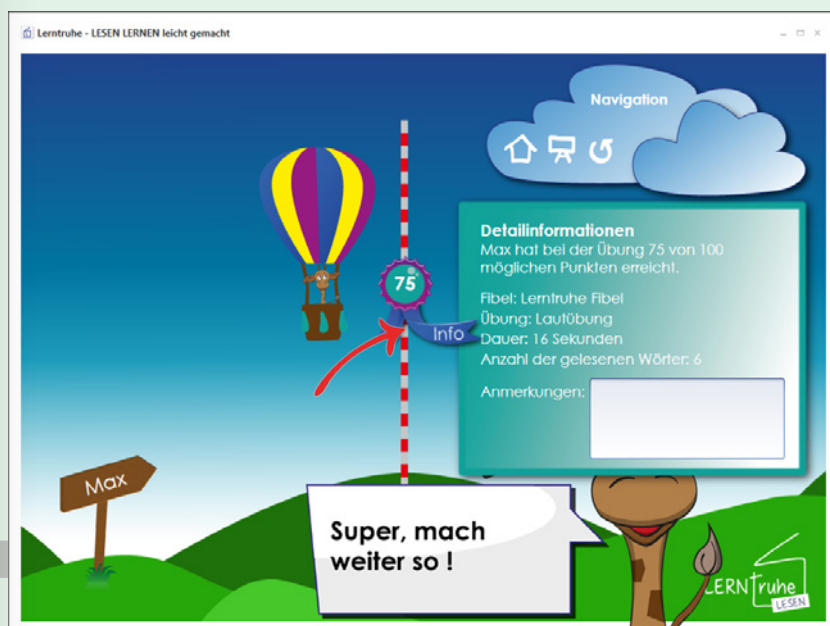 Lerntruhe - LESEN LERNEN leicht gemacht
Navigation
75
Info
Detailinformationen
Max hat bei der Übung 75 von 100
möglichen Punkten erreicht.
Fibel: Lerntruhe Fibel
Übung: Lautübung
Dauer: 16 Sekunden
Anzahl der gelesenen Wörter: 6
Anmerkungen:
Max
Super, mach
weiter so !
LERNTruhe
LESEN